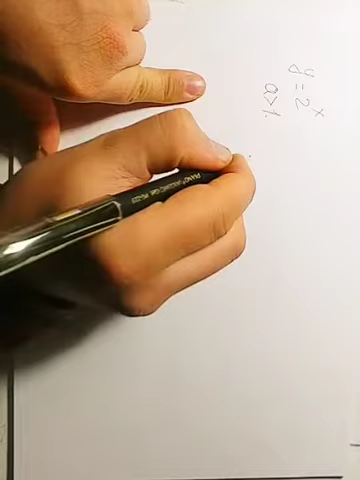 y = 2^x
a>1